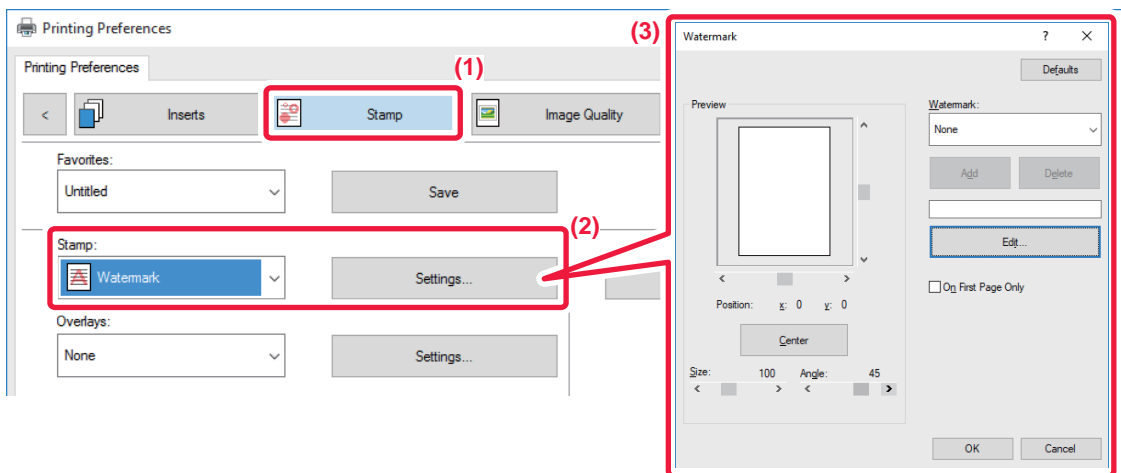 Printing Preferences
Printing Preferences
(1)
< Inserts Stamp Image Quality
Favorites:
Untitled Save
(2)
Stamp:
Watermark Settings...
Overlays:
None Settings...
(3)
Watermark ? ×
Defaults
Preview
Watermark:
None
Add Delete
Edit...
On First Page Only
< >
Position: x: 0 y: 0
Center
Size: 100 Angle: 45
< > < >
OK Cancel